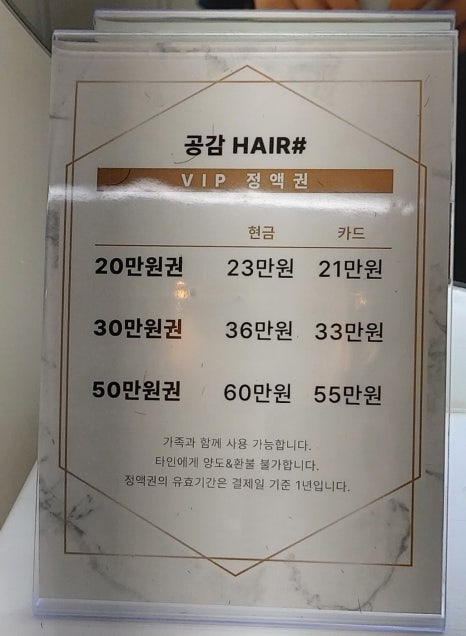 공감 HAIR#
VIP 정액권
현금 카드
20만원권 23만원 21만원
30만원권 36만원 33만원
50만원권 60만원 55만원
가족과 함께 사용 가능합니다.
타인에게 양도&환불 불가합니다.
정액권의 유효기간은 결제일 기준 1년입니다.